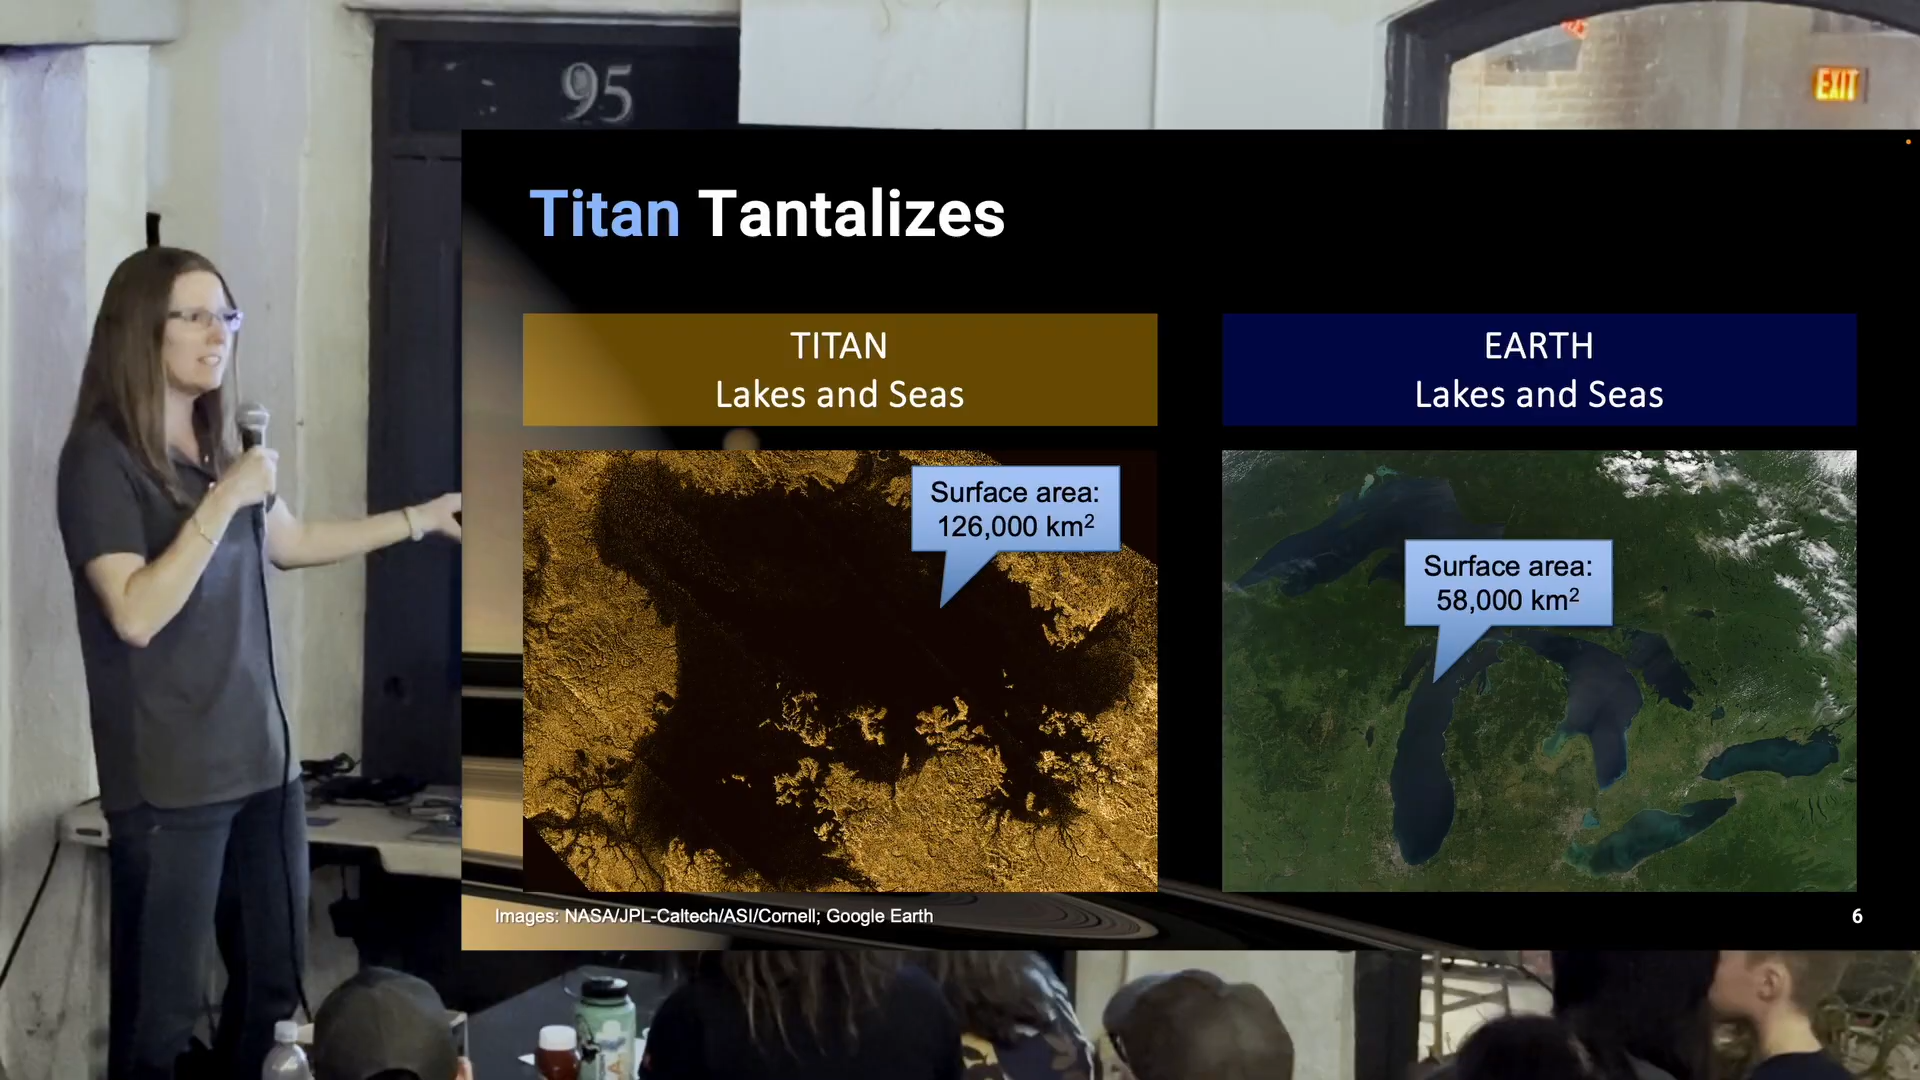 95
EXIT
Titan Tantalizes
TITAN
Lakes and Seas
EARTH
Lakes and Seas
Surface area:
126,000 km²
Surface area:
58,000 km²
Images: NASA/JPL-Caltech/ASI/Cornell; Google Earth
6